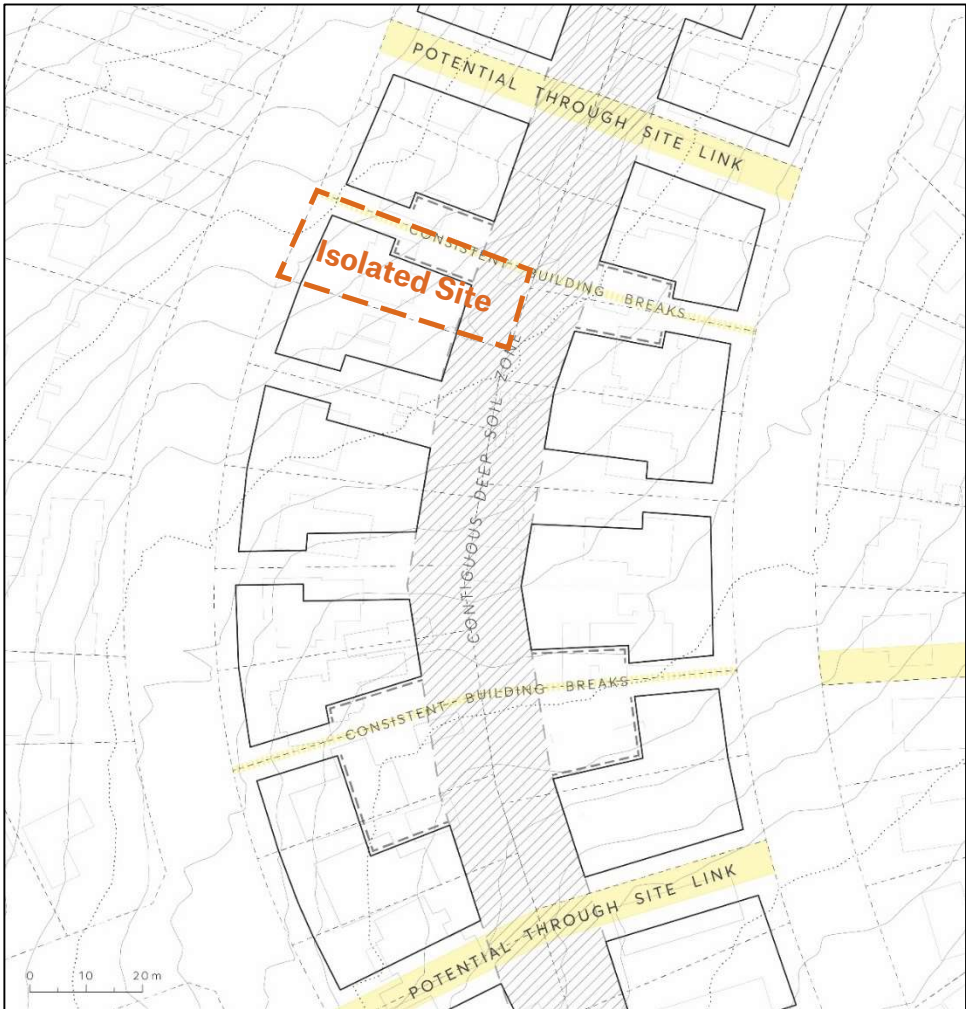 POTENTIAL THROUGH SITE LINK
CONSISTENT BUILDING BREAKS
Isolated Site
CONTIGUOUS DEEP SOIL ZONE
CONSISTENT BUILDING BREAKS
POTENTIAL THROUGH SITE LINK
0 10 20m